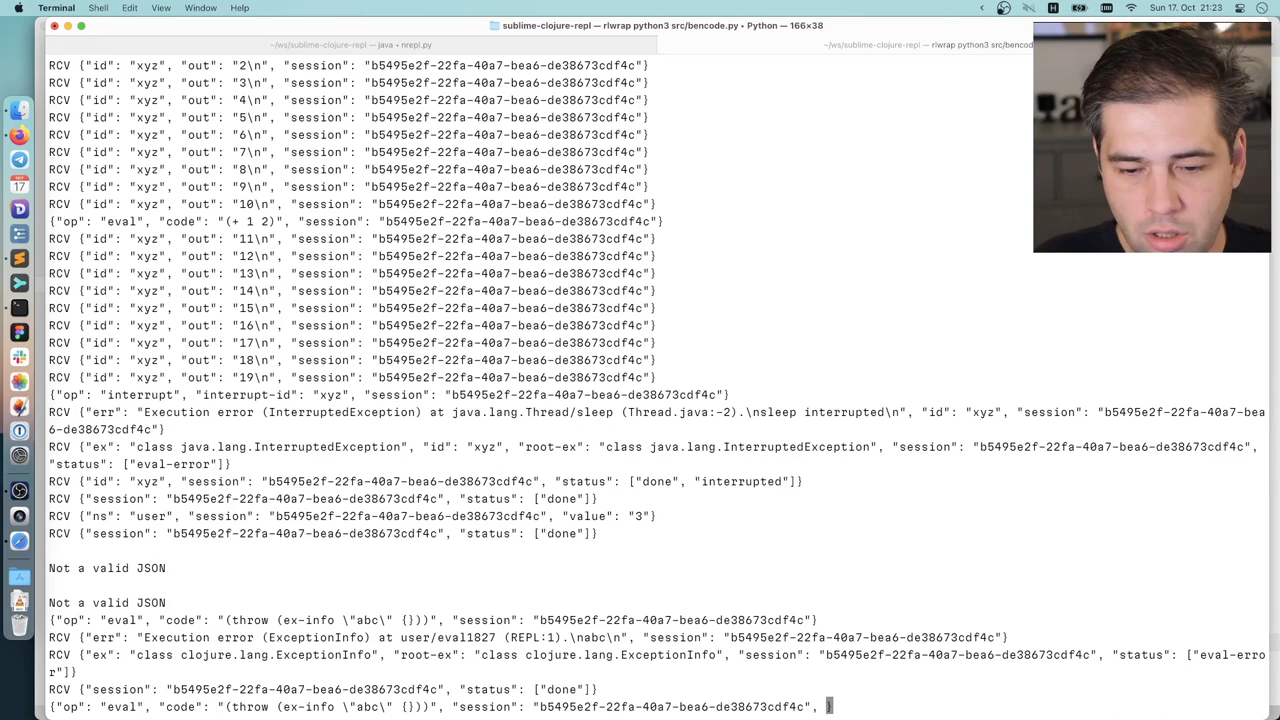 Terminal Shell Edit View Window Help
Sun 17. Oct 21:23
sublime-clojure-repl — rlwrap python3 src/bencode.py • Python — 166×38
~/ws/sublime-clojure-repl — java • nrepl.py
~/ws/sublime-clojure-repl — rlwrap python3 src/bencod
RCV {"id": "xyz", "out": "2\n", "session": "b5495e2f-22fa-40a7-bea6-de38673cdf4c"}
RCV {"id": "xyz", "out": "3\n", "session": "b5495e2f-22fa-40a7-bea6-de38673cdf4c"}
RCV {"id": "xyz", "out": "4\n", "session": "b5495e2f-22fa-40a7-bea6-de38673cdf4c"}
RCV {"id": "xyz", "out": "5\n", "session": "b5495e2f-22fa-40a7-bea6-de38673cdf4c"}
RCV {"id": "xyz", "out": "6\n", "session": "b5495e2f-22fa-40a7-bea6-de38673cdf4c"}
RCV {"id": "xyz", "out": "7\n", "session": "b5495e2f-22fa-40a7-bea6-de38673cdf4c"}
RCV {"id": "xyz", "out": "8\n", "session": "b5495e2f-22fa-40a7-bea6-de38673cdf4c"}
RCV {"id": "xyz", "out": "9\n", "session": "b5495e2f-22fa-40a7-bea6-de38673cdf4c"}
RCV {"id": "xyz", "out": "10\n", "session": "b5495e2f-22fa-40a7-bea6-de38673cdf4c"}
{"op": "eval", "code": "(+ 1 2)", "session": "b5495e2f-22fa-40a7-bea6-de38673cdf4c"}
RCV {"id": "xyz", "out": "11\n", "session": "b5495e2f-22fa-40a7-bea6-de38673cdf4c"}
RCV {"id": "xyz", "out": "12\n", "session": "b5495e2f-22fa-40a7-bea6-de38673cdf4c"}
RCV {"id": "xyz", "out": "13\n", "session": "b5495e2f-22fa-40a7-bea6-de38673cdf4c"}
RCV {"id": "xyz", "out": "14\n", "session": "b5495e2f-22fa-40a7-bea6-de38673cdf4c"}
RCV {"id": "xyz", "out": "15\n", "session": "b5495e2f-22fa-40a7-bea6-de38673cdf4c"}
RCV {"id": "xyz", "out": "16\n", "session": "b5495e2f-22fa-40a7-bea6-de38673cdf4c"}
RCV {"id": "xyz", "out": "17\n", "session": "b5495e2f-22fa-40a7-bea6-de38673cdf4c"}
RCV {"id": "xyz", "out": "18\n", "session": "b5495e2f-22fa-40a7-bea6-de38673cdf4c"}
RCV {"id": "xyz", "out": "19\n", "session": "b5495e2f-22fa-40a7-bea6-de38673cdf4c"}
{"op": "interrupt", "interrupt-id": "xyz", "session": "b5495e2f-22fa-40a7-bea6-de38673cdf4c"}
RCV {"err": "Execution error (InterruptedException) at java.lang.Thread/sleep (Thread.java:-2).\nsleep interrupted\n", "id": "xyz", "session": "b5495e2f-22fa-40a7-bea
6-de38673cdf4c"}
RCV {"ex": "class java.lang.InterruptedException", "id": "xyz", "root-ex": "class java.lang.InterruptedException", "session": "b5495e2f-22fa-40a7-bea6-de38673cdf4c",
"status": ["eval-error"]}
RCV {"id": "xyz", "session": "b5495e2f-22fa-40a7-bea6-de38673cdf4c", "status": ["done", "interrupted"]}
RCV {"session": "b5495e2f-22fa-40a7-bea6-de38673cdf4c", "status": ["done"]}
RCV {"ns": "user", "session": "b5495e2f-22fa-40a7-bea6-de38673cdf4c", "value": "3"}
RCV {"session": "b5495e2f-22fa-40a7-bea6-de38673cdf4c", "status": ["done"]}
Not a valid JSON
Not a valid JSON
{"op": "eval", "code": "(throw (ex-info \"abc\" {}))", "session": "b5495e2f-22fa-40a7-bea6-de38673cdf4c"}
RCV {"err": "Execution error (ExceptionInfo) at user/eval1827 (REPL:1).\nabc\n", "session": "b5495e2f-22fa-40a7-bea6-de38673cdf4c"}
RCV {"ex": "class clojure.lang.ExceptionInfo", "root-ex": "class clojure.lang.ExceptionInfo", "session": "b5495e2f-22fa-40a7-bea6-de38673cdf4c", "status": ["eval-erro
r"]}
RCV {"session": "b5495e2f-22fa-40a7-bea6-de38673cdf4c", "status": ["done"]}
{"op": "eval", "code": "(throw (ex-info \"abc\" {}))", "session": "b5495e2f-22fa-40a7-bea6-de38673cdf4c", }